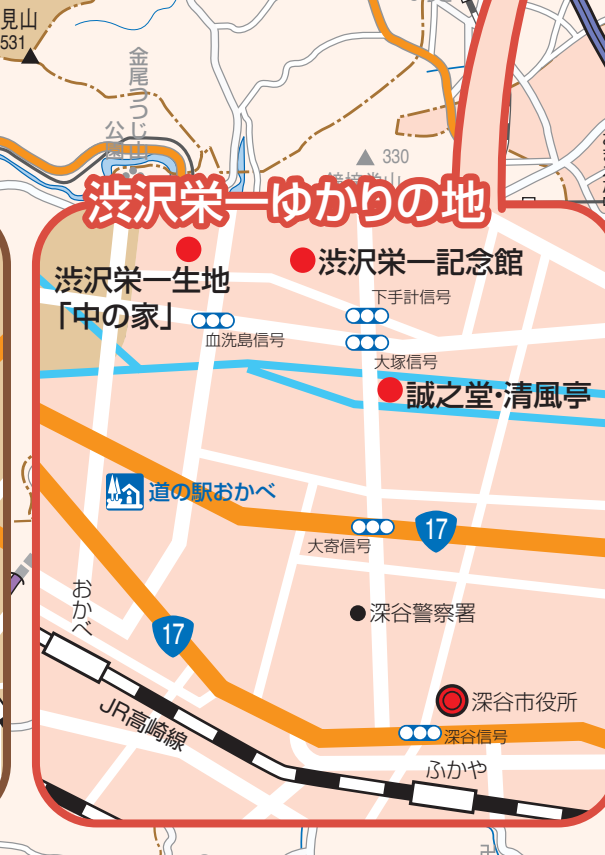 見山
531
金尾つつじ山
公園
330
渋沢栄一ゆかりの地
渋沢栄一生地
「中の家」
渋沢栄一記念館
下手計信号
血洗島信号
大塚信号
誠之堂・清風亭
道の駅おかべ
17
大寄信号
おかべ
深谷警察署
17
深谷市役所
JR高崎線
深谷信号
ふかや